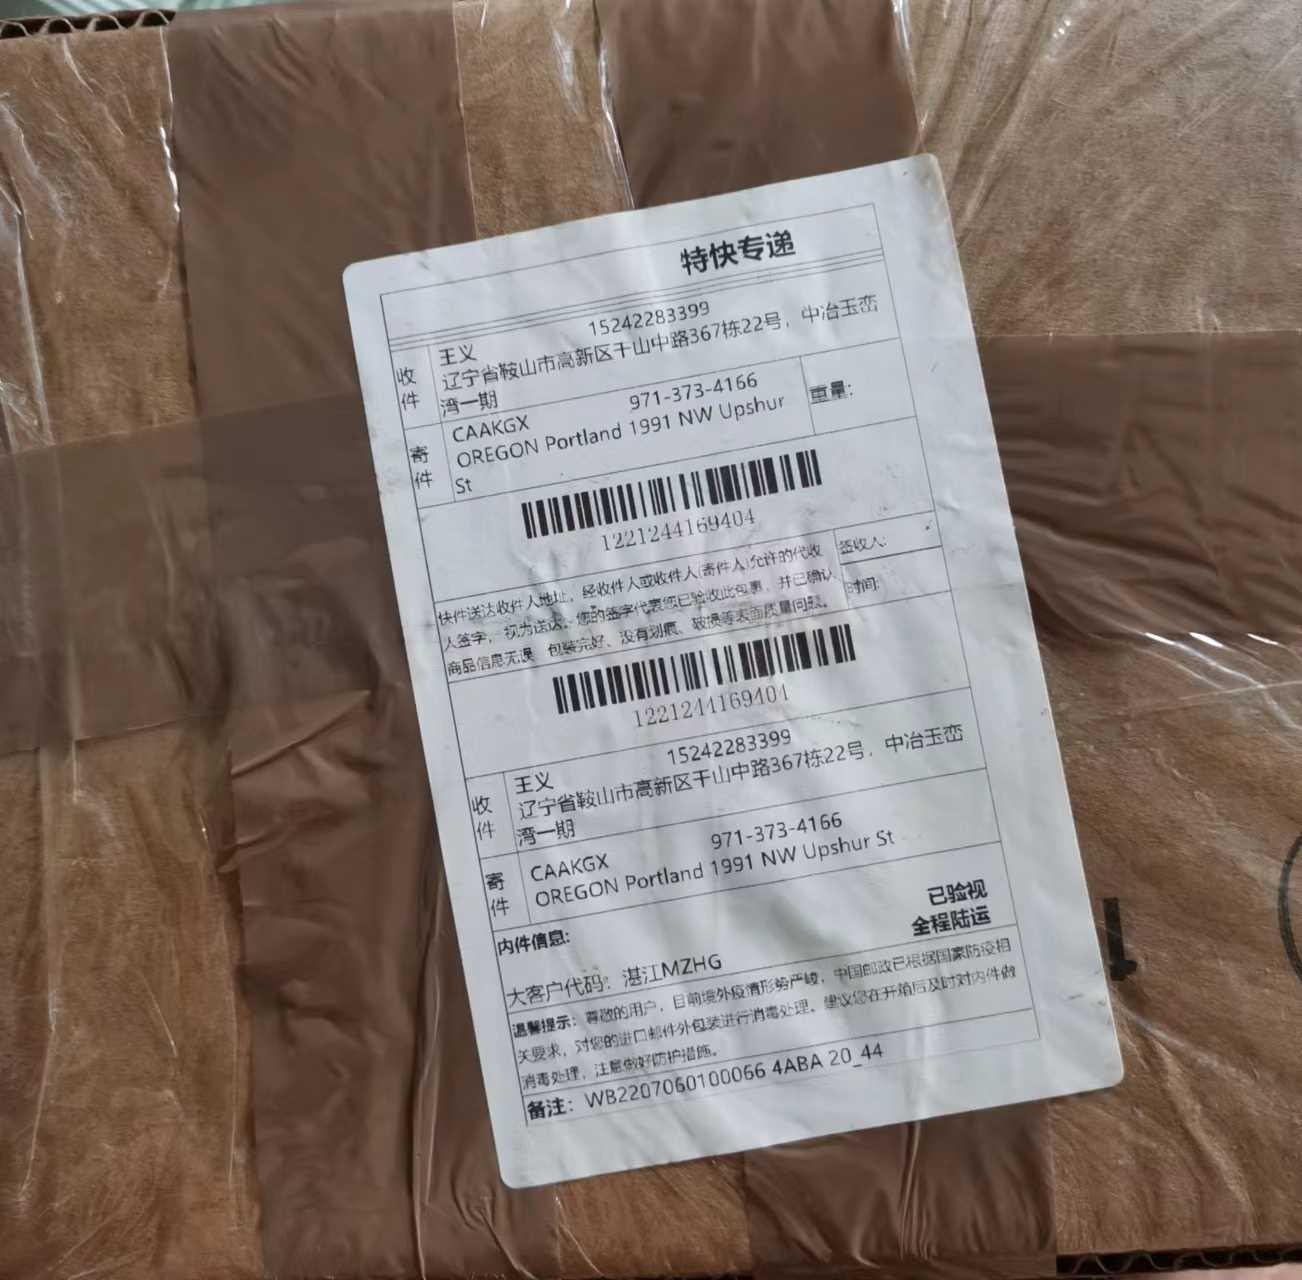 特快专递
15242283399
收件
王义
辽宁省鞍山市高新区千山中路367栋22号，中冶玉峦
湾一期
971-373-4166
重量:
寄件
CAAKGX
OREGON Portland 1991 NW Upshur
St
1221244169404
快件送达收件人地址，经收件人或收件人(寄件人)允许的代收
人签字，视为送达。您的签字代表您已验收此包裹，并已确认
商品信息无误 包装完好、没有划痕、破损等表面质量问题。
签收人:
时间:
1221244169404
15242283399
收件
王义
辽宁省鞍山市高新区千山中路367栋22号，中冶玉峦
湾一期
971-373-4166
寄件
CAAKGX
OREGON Portland 1991 NW Upshur St
已验视
全程陆运
内件信息:
大客户代码：湛江MZHG
温馨提示：尊敬的用户，目前境外疫情形势严峻，中国邮政已根据国家防疫相
关要求，对您的进口邮件外包装进行消毒处理。建议您在开箱后及时对内件做
消毒处理，注意做好防护措施。
备注：WB2207060100066 4ABA 20_44